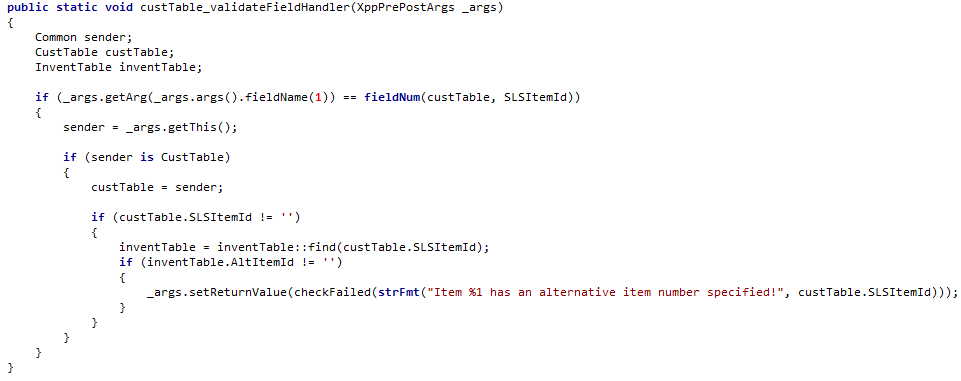 public static void custTable_validateFieldHandler(XppPrePostArgs _args)
{
    Common sender;
    CustTable custTable;
    InventTable inventTable;

    if (_args.getArg(_args.args().fieldName(1)) == fieldNum(custTable, SLSItemId))
    {
        sender = _args.getThis();

        if (sender is CustTable)
        {
            custTable = sender;

            if (custTable.SLSItemId != '')
            {
                inventTable = inventTable::find(custTable.SLSItemId);
                if (inventTable.AltItemId != '')
                {
                    _args.setReturnValue(checkFailed(strFmt("Item %1 has an alternative item number specified!", custTable.SLSItemId)));
                }
            }
        }
    }
}